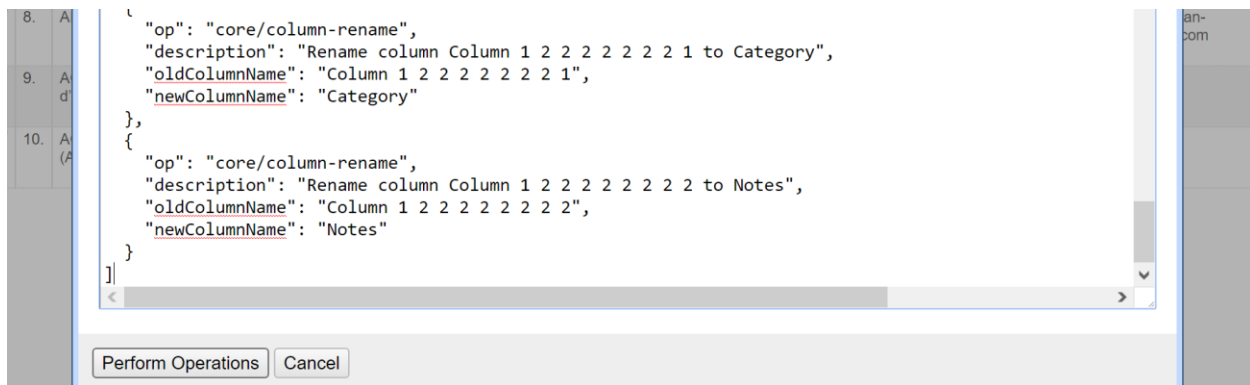 8. A
{
"op": "core/column-rename",
"description": "Rename column Column 1 2 2 2 2 2 2 2 1 to Category",
"oldColumnName": "Column 1 2 2 2 2 2 2 2 1",
"newColumnName": "Category"
},
{
"op": "core/column-rename",
"description": "Rename column Column 1 2 2 2 2 2 2 2 2 to Notes",
"oldColumnName": "Column 1 2 2 2 2 2 2 2 2",
"newColumnName": "Notes"
}
]
9. A
d'
10. A
(A
an-
com
Perform Operations Cancel